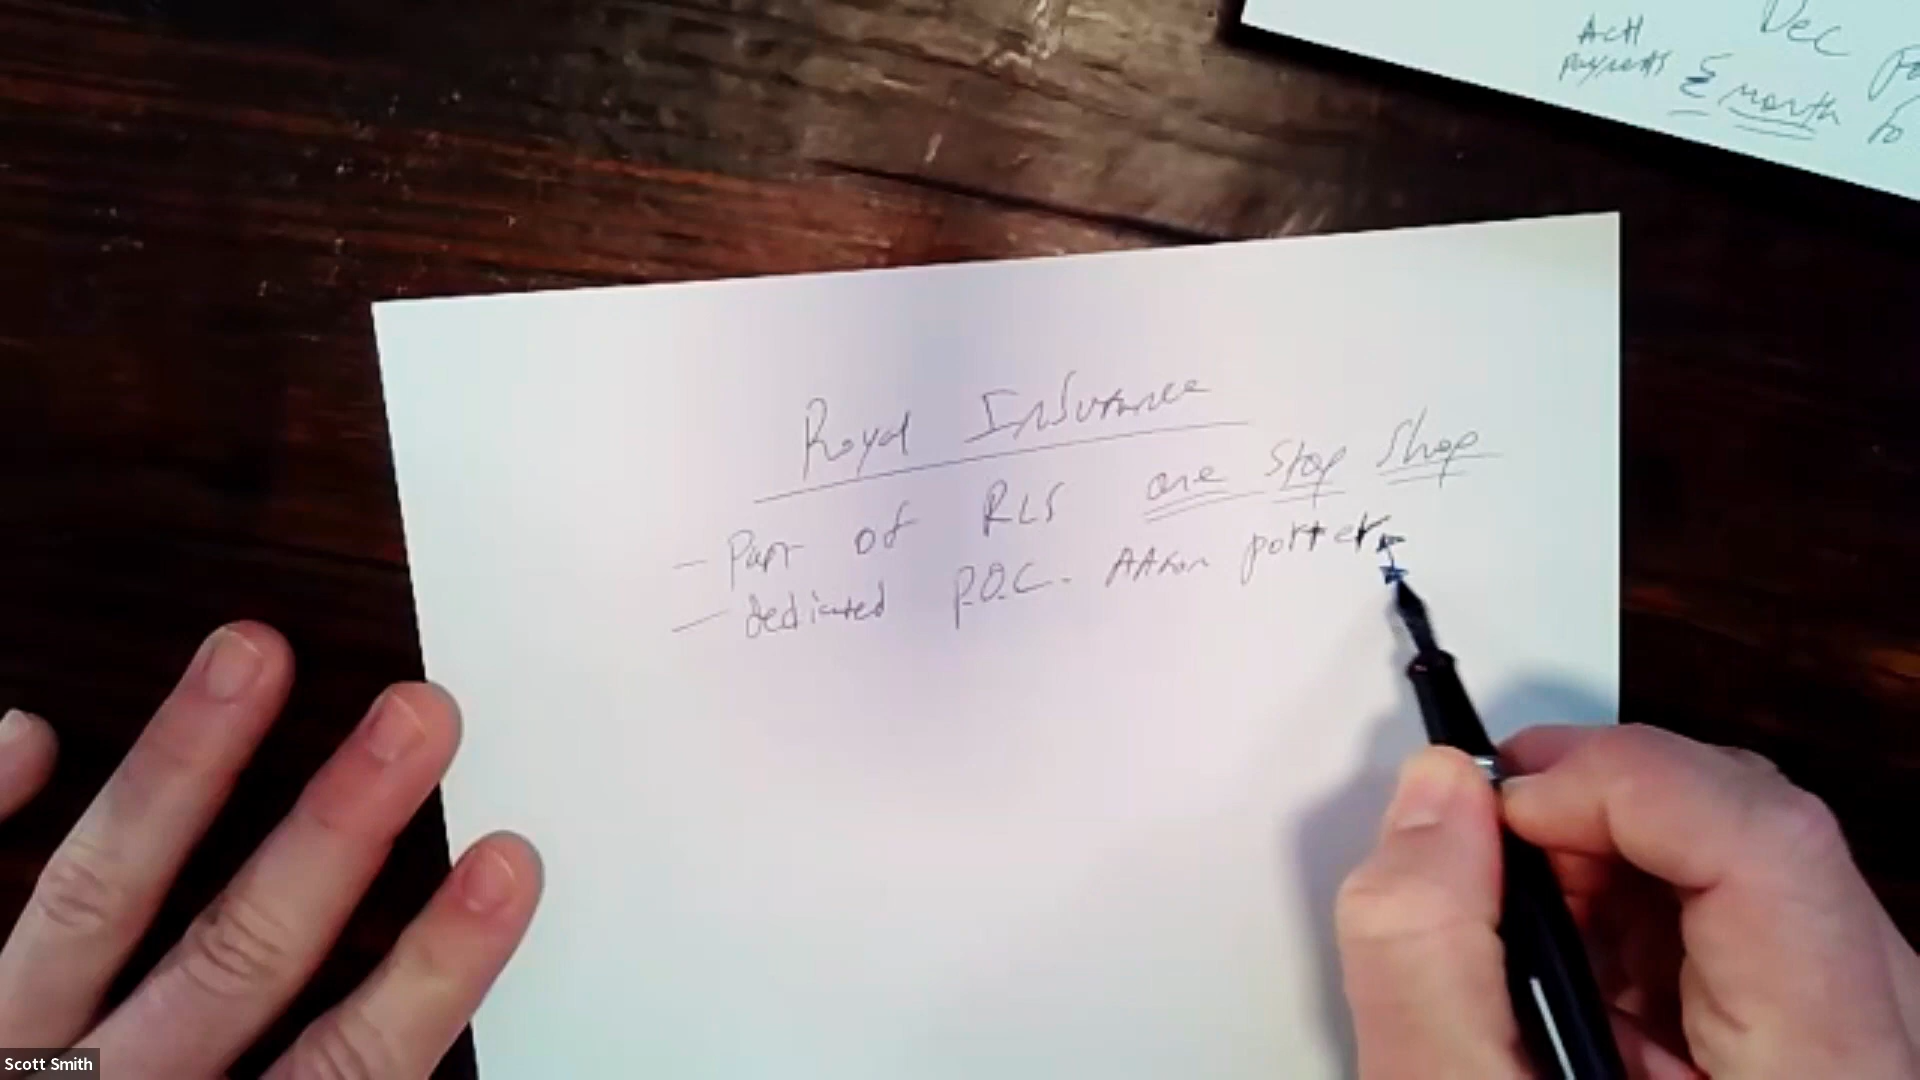 ACH Dec
payments
E month
Royal Insurance
- Part of RLS one stop shop
- dedicated P.O.C. AAron porter
Scott Smith